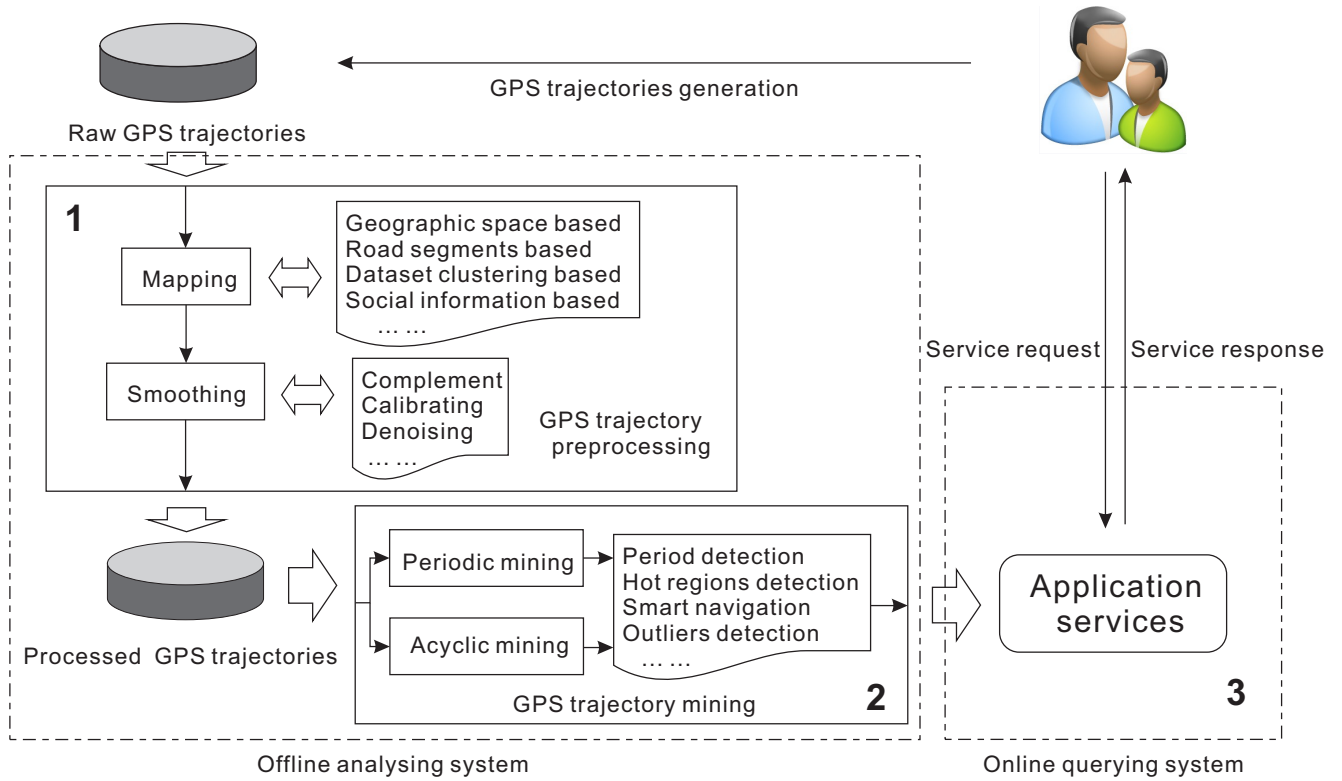 GPS trajectories generation
Raw GPS trajectories
1
Mapping
Geographic space based
Road segments based
Dataset clustering based
Social information based
... ...
Smoothing
Complement
Calibrating
Denoising
... ...
GPS trajectory
preprocessing
Service request
Service response
Processed GPS trajectories
Periodic mining
Acyclic mining
Period detection
Hot regions detection
Smart navigation
Outliers detection
... ...
GPS trajectory mining
2
Application
services
3
Offline analysing system
Online querying system